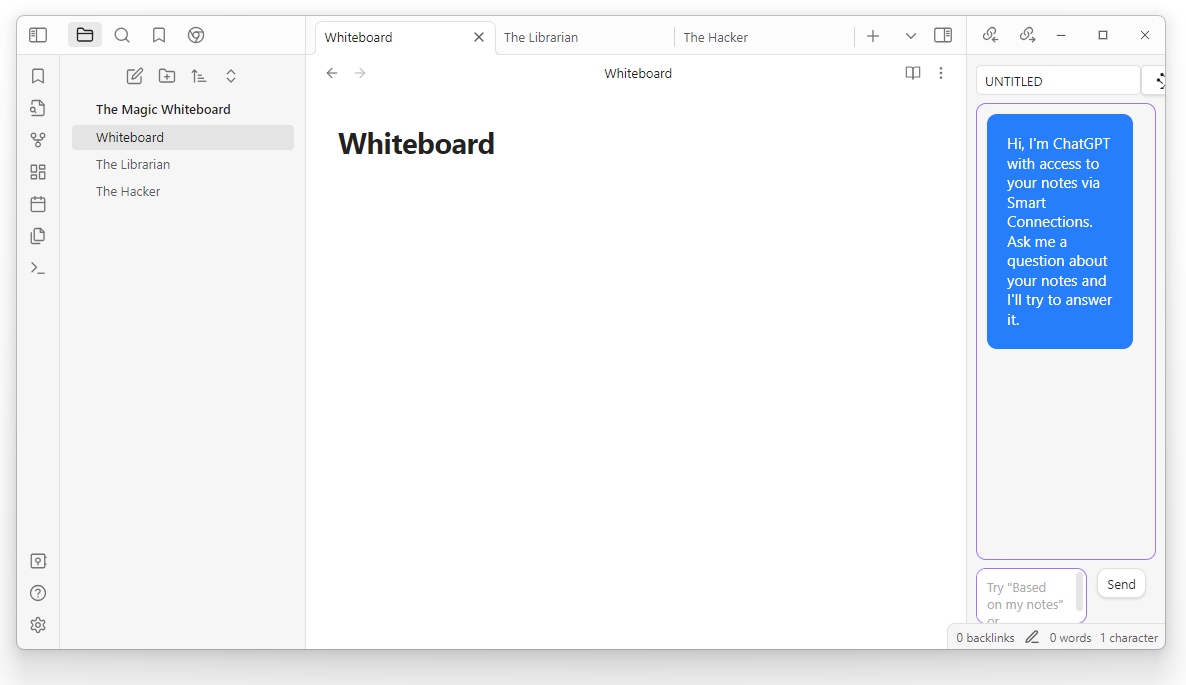 Whiteboard
The Librarian
The Hacker
The Magic Whiteboard
Whiteboard
The Librarian
The Hacker
Whiteboard
Whiteboard
UNTITLED
Hi, I'm ChatGPT
with access to
your notes via
Smart
Connections.
Ask me a
question about
your notes and
I'll try to answer
it.
Try "Based
on my notes"
or
Send
0 backlinks
0 words
1 character